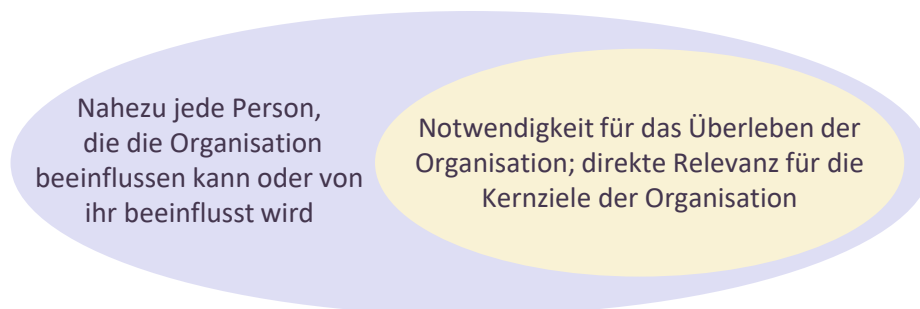 Nahezu jede Person,
die die Organisation
beeinflussen kann oder von
ihr beeinflusst wird
Notwendigkeit für das Überleben der
Organisation; direkte Relevanz für die
Kernziele der Organisation